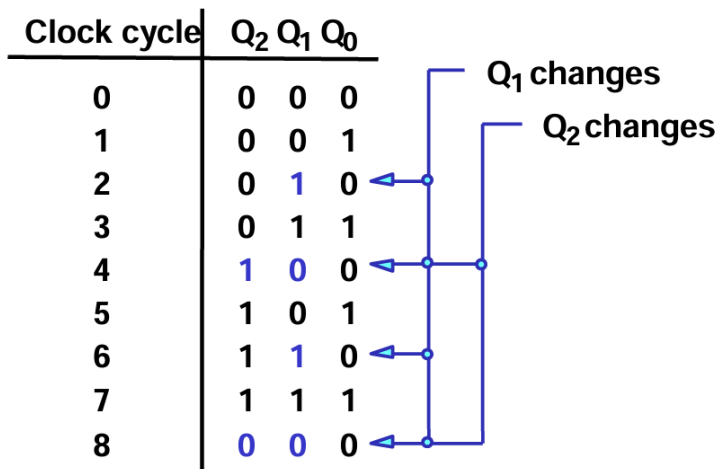 Clock cycle Q2 Q1 Q0
Q1 changes
0 0 0 0
Q2 changes
1 0 0 1
2 0 1 0
3 0 1 1
4 1 0 0
5 1 0 1
6 1 1 0
7 1 1 1
8 0 0 0